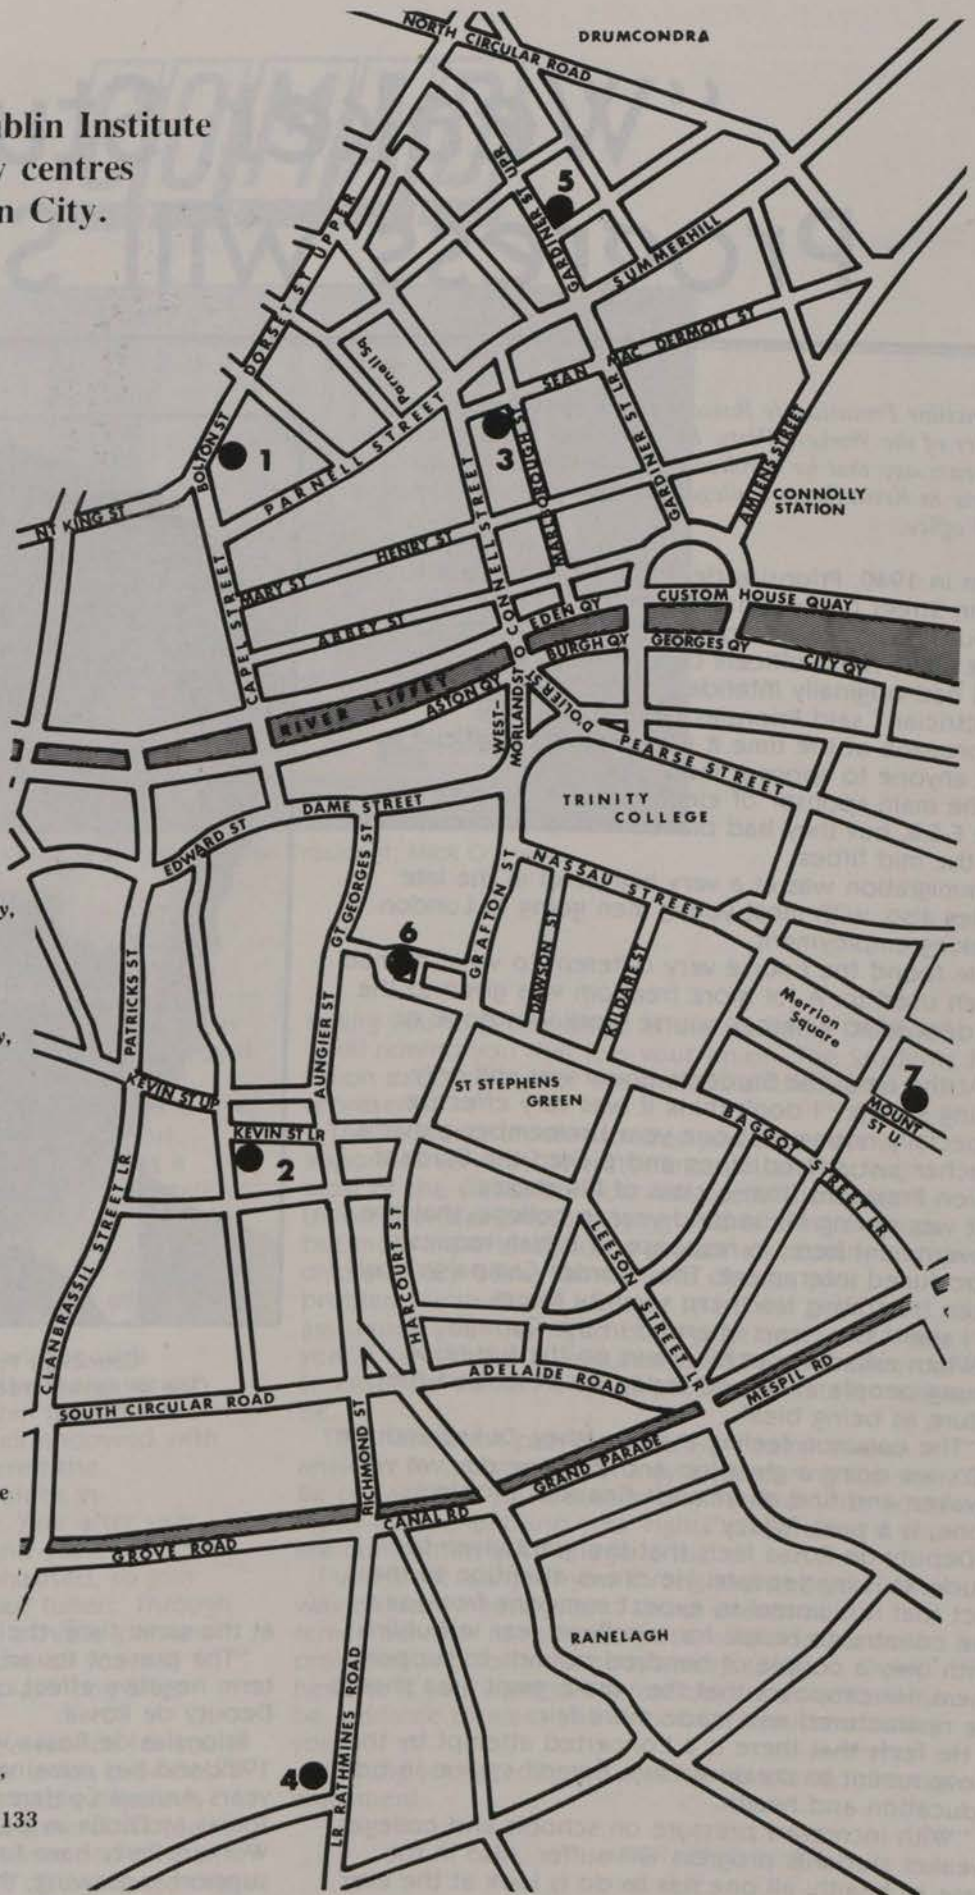 NORTH CIRCULAR ROAD
DRUMCONDRA
blin Institute
centres
n City.
DORSET ST UPPER
GARDINER ST UPR
5
GARDINER ST
SUMMERHILL
Parnell Sq
SEAN MAC DERMOTT ST
BOLTON ST
1
PARNELL STREET
3
MARLBOROUGH ST
GARDINER ST LR
AMIENS STREET
CONNOLLY
STATION
NT KING ST
O CONNELL STREET
HENRY ST
MARY ST
CAPEL STREET
ABBEY ST
EDEN QY
CUSTOM HOUSE QUAY
BURGH QY
GEORGES QY
CITY QY
RIVER LIFFEY
ASTON QY
WEST-
MORLAND ST
DOOLIERS
PEARSE STREET
TRINITY
COLLEGE
DAME STREET
EDWARD ST
GT GEORGES ST
GRAFTON ST
NASSAU STREET
6
DAWSON ST
KILDARE ST
Merrion
Square
PATRICKS ST
AUNGIER ST
ST STEPHENS
GREEN
7
MOUNT
ST U.
KEVIN ST UP
KEVIN ST LR
2
BAGGOT STREET LR
CLANBRASSIL STREET LR
HARCOURT ST
LEESON STREET LR
ADELAIDE ROAD
MESPIL RD
SOUTH CIRCULAR ROAD
RICHMOND ST
GRAND PARADE
CANAL RD
GROVE ROAD
RANELAGH
4
LR RATHMINES ROAD
133